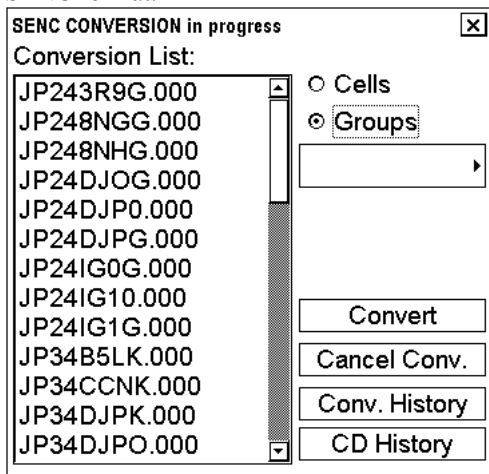 SENC CONVERSION in progress
Conversion List:
JP243R9G.000
JP248NGG.000
JP248NHG.000
JP24DJOG.000
JP24DJP0.000
JP24DJPG.000
JP24IG0G.000
JP24IG10.000
JP24IG1G.000
JP34B5LK.000
JP34CCNK.000
JP34DJPK.000
JP34DJPO.000
Cells
Groups
Convert
Cancel Conv.
Conv. History
CD History